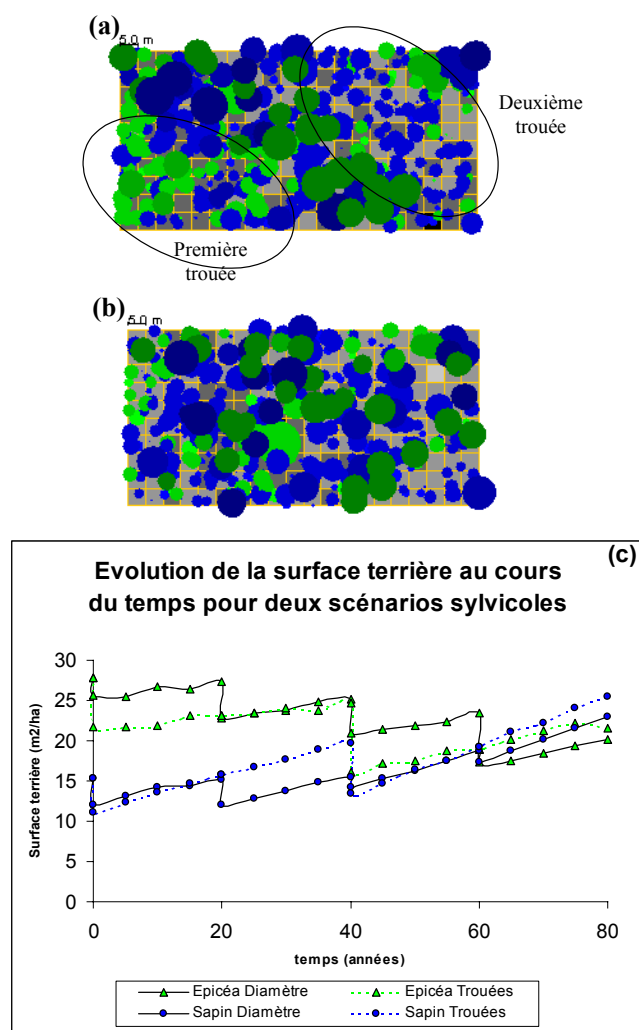 (a)
5.0 m
Deuxième
trouée
Première
trouée
(b)
5.0 m
(c)
Evolution de la surface terrière au cours
du temps pour deux scénarios sylvicoles
Surface terrière (m2/ha)
30
25
20
15
10
5
0
0 20 40 60 80
temps (années)
Epicéa Diamètre Epicéa Trouées
Sapin Diamètre Sapin Trouées